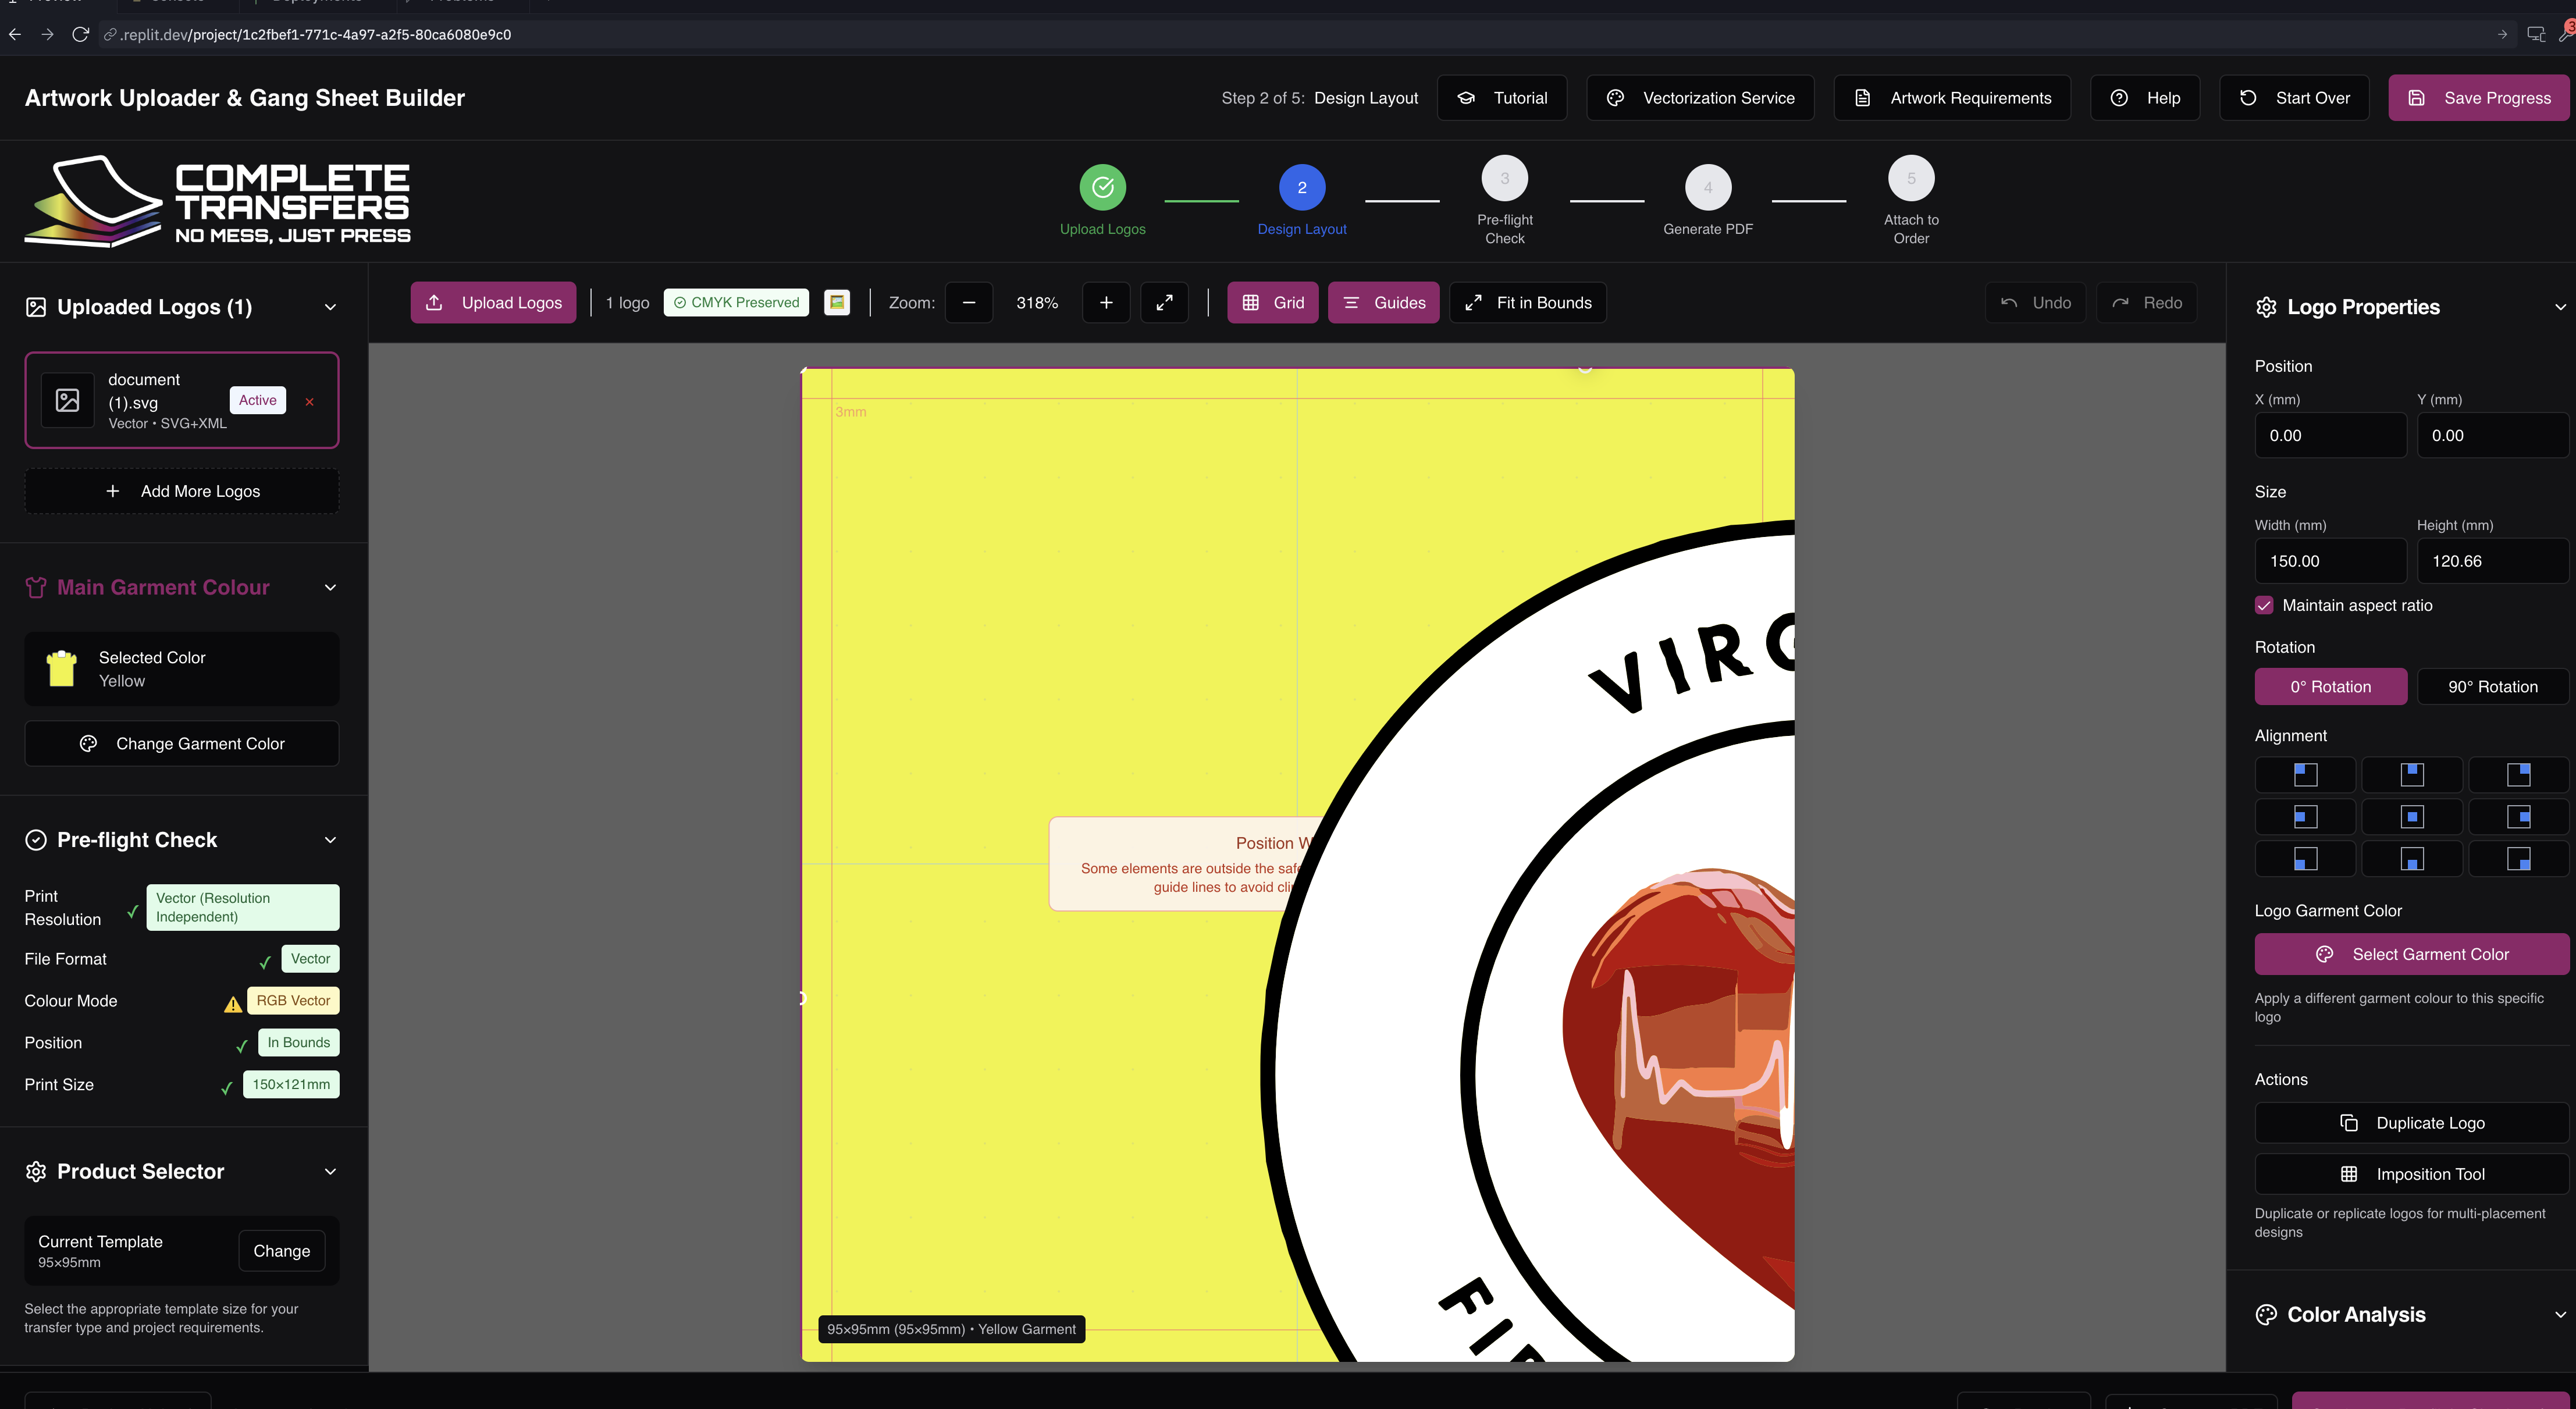 .replit.dev/project/1c2fbef1-771c-4a97-a2f5-80ca6080e9c0
3
Artwork Uploader & Gang Sheet Builder
Step 2 of 5: Design Layout
Tutorial
Vectorization Service
Artwork Requirements
Help
Start Over
Save Progress
COMPLETE
TRANSFERS
NO MESS, JUST PRESS
Upload Logos
2
Design Layout
3
Pre-flight
Check
4
Generate PDF
5
Attach to
Order
Uploaded Logos (1)
document
(1).svg
Vector • SVG+XML
Active
Add More Logos
Main Garment Colour
Selected Color
Yellow
Change Garment Color
Pre-flight Check
Print
Resolution
Vector (Resolution
Independent)
File Format
Vector
Colour Mode
RGB Vector
Position
In Bounds
Print Size
150×121mm
Product Selector
Current Template
95×95mm
Change
Select the appropriate template size for your
transfer type and project requirements.
Upload Logos
1 logo
CMYK Preserved
Zoom:
318%
Grid
Guides
Fit in Bounds
Undo
Redo
3mm
VIRG
Position W
Some elements are outside the safe
guide lines to avoid cli
FIR
95×95mm (95×95mm) • Yellow Garment
Logo Properties
Position
X (mm)
Y (mm)
0.00
0.00
Size
Width (mm)
Height (mm)
150.00
120.66
Maintain aspect ratio
Rotation
0° Rotation
90° Rotation
Alignment
Logo Garment Color
Select Garment Color
Apply a different garment colour to this specific
logo
Actions
Duplicate Logo
Imposition Tool
Duplicate or replicate logos for multi-placement
designs
Color Analysis